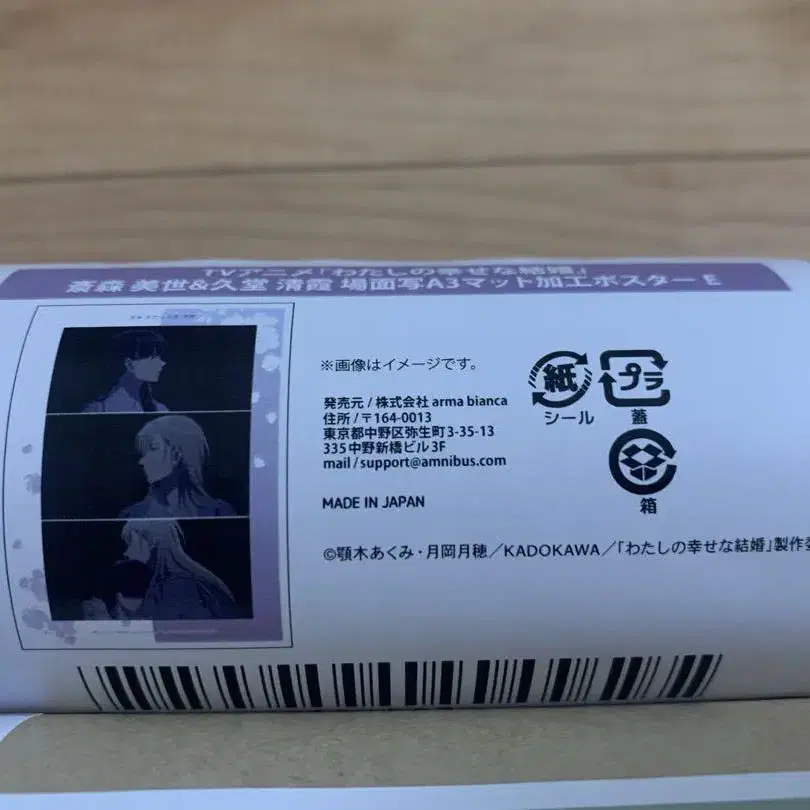 TVアニメ「わたしの幸せな結婚」
斎森 美世&久堂 清霞 場面写A3マット加工ポスター E
※画像はイメージです。
発売元 / 株式会社 arma bianca
住所 / 〒164-0013
東京都中野区弥生町3-35-13
335中野新橋ビル3F
mail / support@amnibus.com
MADE IN JAPAN
紙
シール
プラ
蓋
箱
©顎木あくみ・月岡月穂／KADOKAWA／「わたしの幸せな結婚」製作委